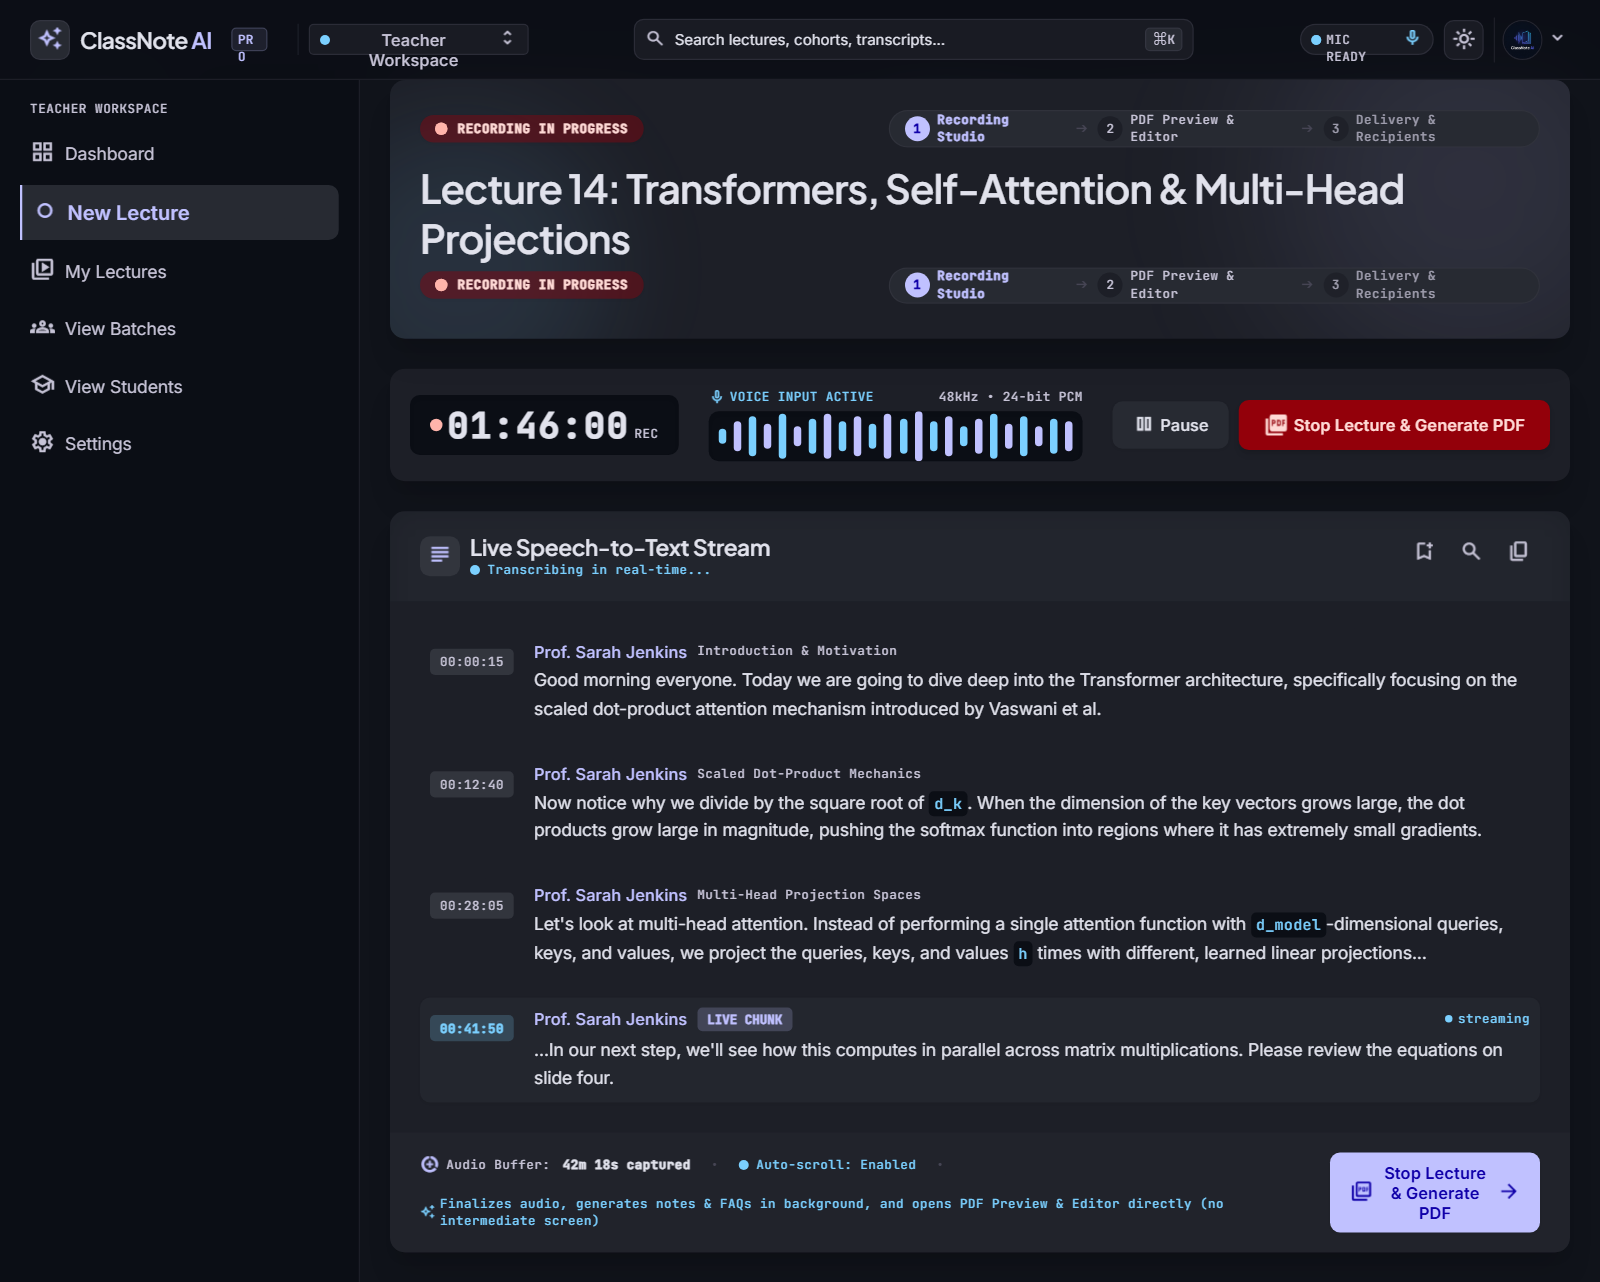 ClassNote AI
PR
O
Teacher
Workspace
Search lectures, cohorts, transcripts...
⌘K
MIC
READY
TEACHER WORKSPACE
Dashboard
New Lecture
My Lectures
View Batches
View Students
Settings
RECORDING IN PROGRESS
1 Recording
Studio
→ 2 PDF Preview &
Editor
→ 3 Delivery &
Recipients
Lecture 14: Transformers, Self-Attention & Multi-Head
Projections
RECORDING IN PROGRESS
1 Recording
Studio
→ 2 PDF Preview &
Editor
→ 3 Delivery &
Recipients
01:46:00 REC
VOICE INPUT ACTIVE
48kHz • 24-bit PCM
Pause
PDF Stop Lecture & Generate PDF
Live Speech-to-Text Stream
Transcribing in real-time...
00:00:15
Prof. Sarah Jenkins Introduction & Motivation
Good morning everyone. Today we are going to dive deep into the Transformer architecture, specifically focusing on the
scaled dot-product attention mechanism introduced by Vaswani et al.
00:12:40
Prof. Sarah Jenkins Scaled Dot-Product Mechanics
Now notice why we divide by the square root of d_k. When the dimension of the key vectors grows large, the dot
products grow large in magnitude, pushing the softmax function into regions where it has extremely small gradients.
00:28:05
Prof. Sarah Jenkins Multi-Head Projection Spaces
Let's look at multi-head attention. Instead of performing a single attention function with d_model-dimensional queries,
keys, and values, we project the queries, keys, and values h times with different, learned linear projections...
00:41:50
Prof. Sarah Jenkins LIVE CHUNK
streaming
...In our next step, we'll see how this computes in parallel across matrix multiplications. Please review the equations on
slide four.
Audio Buffer: 42m 18s captured · Auto-scroll: Enabled ·
Finalizes audio, generates notes & FAQs in background, and opens PDF Preview & Editor directly (no
intermediate screen)
PDF Stop Lecture
& Generate
PDF →